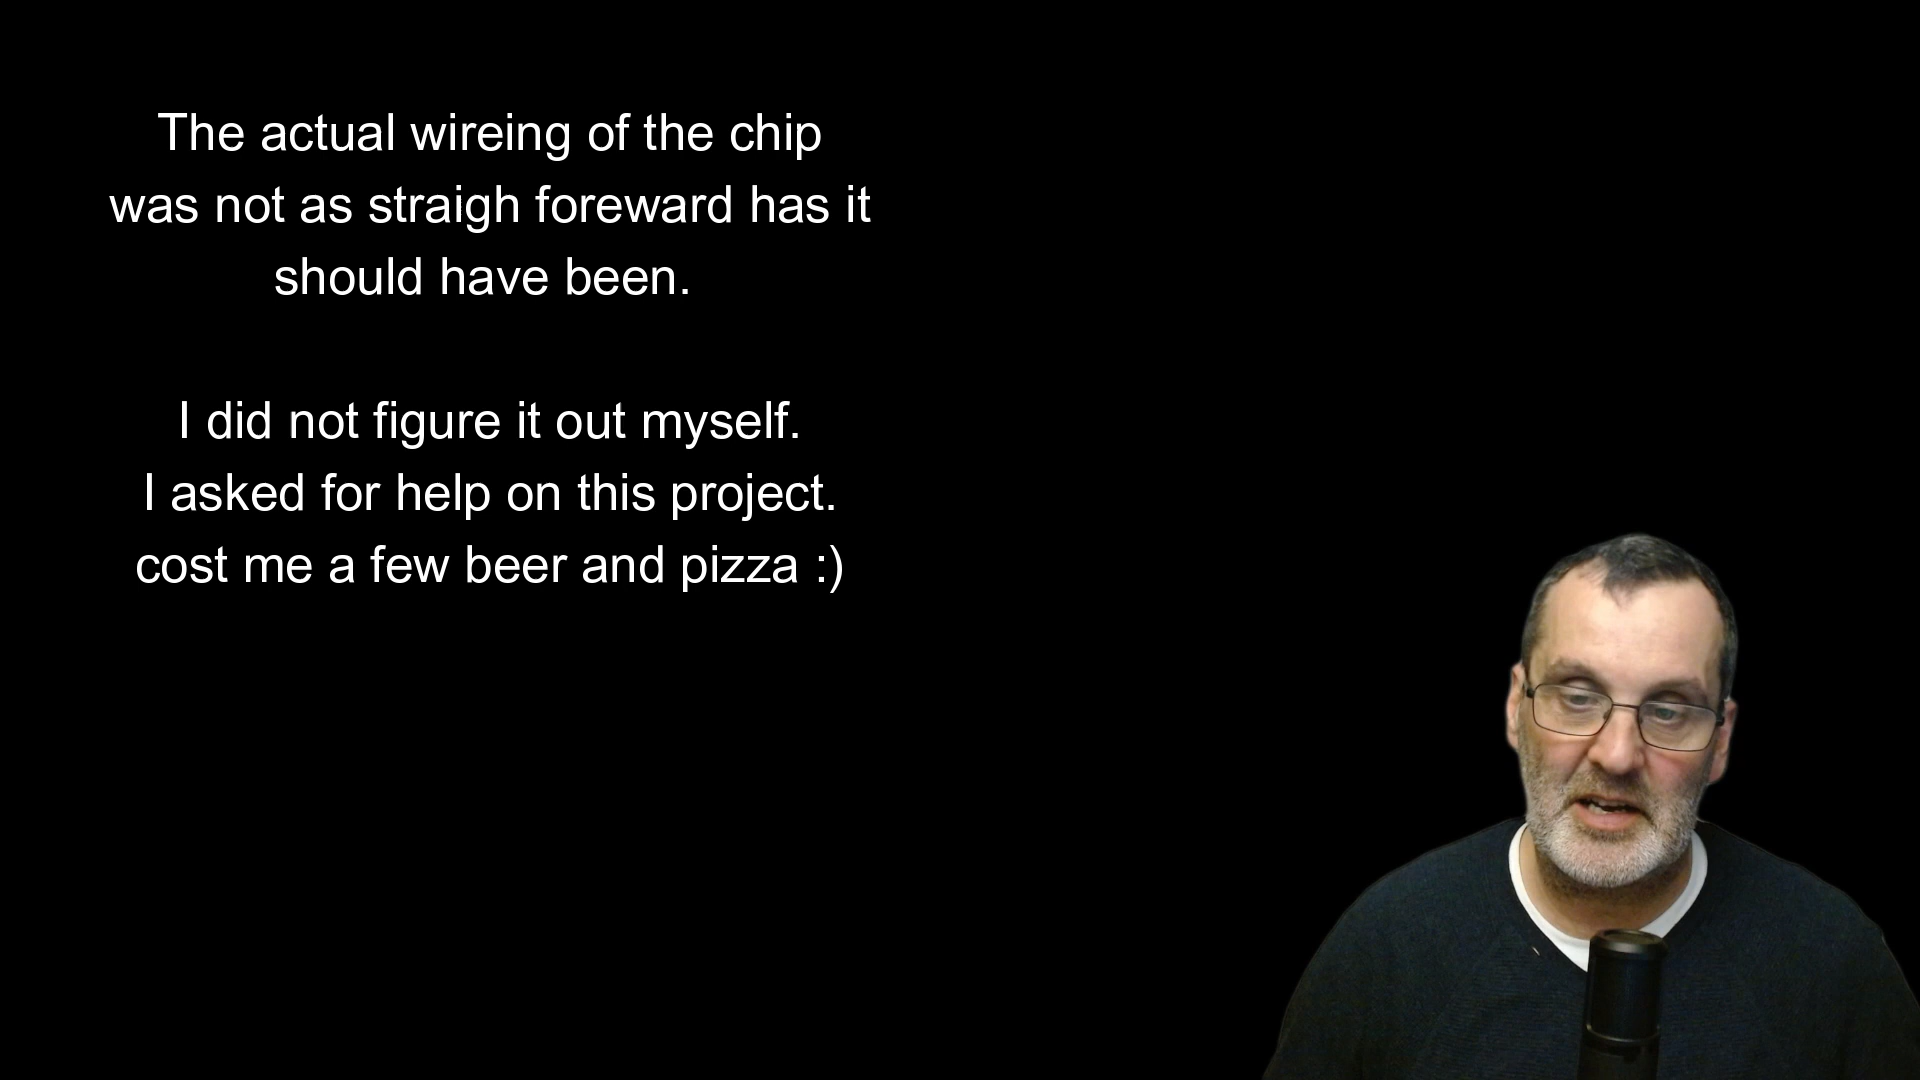 The actual wireing of the chip
was not as straigh foreward has it
should have been.
I did not figure it out myself.
I asked for help on this project.
cost me a few beer and pizza :)